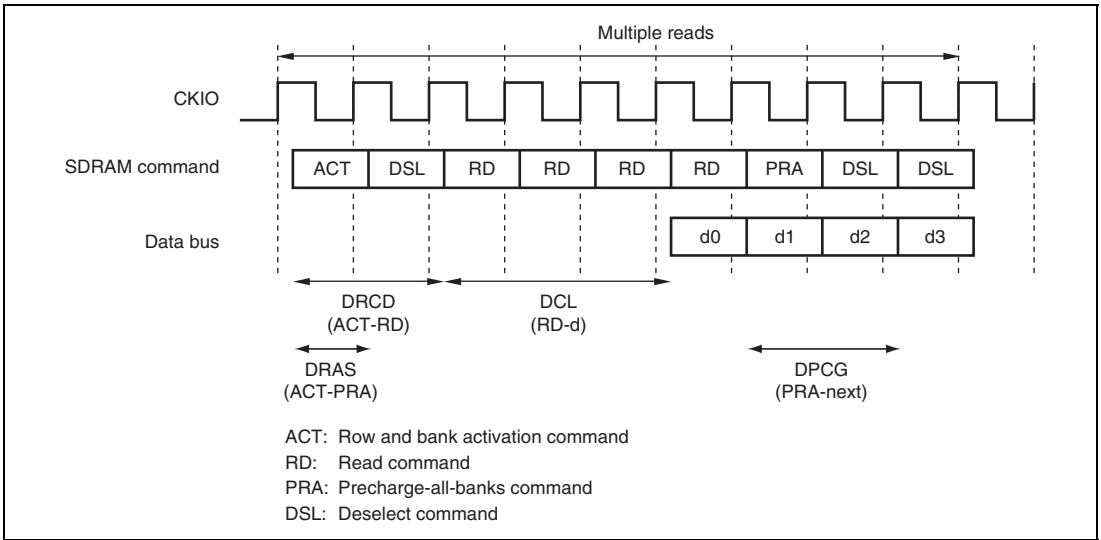 Multiple reads
CKIO
SDRAM command
ACT DSL RD RD RD RD PRA DSL DSL
Data bus
d0 d1 d2 d3
DRCD
(ACT-RD)
DCL
(RD-d)
DRAS
(ACT-PRA)
DPCG
(PRA-next)
ACT: Row and bank activation command
RD: Read command
PRA: Precharge-all-banks command
DSL: Deselect command